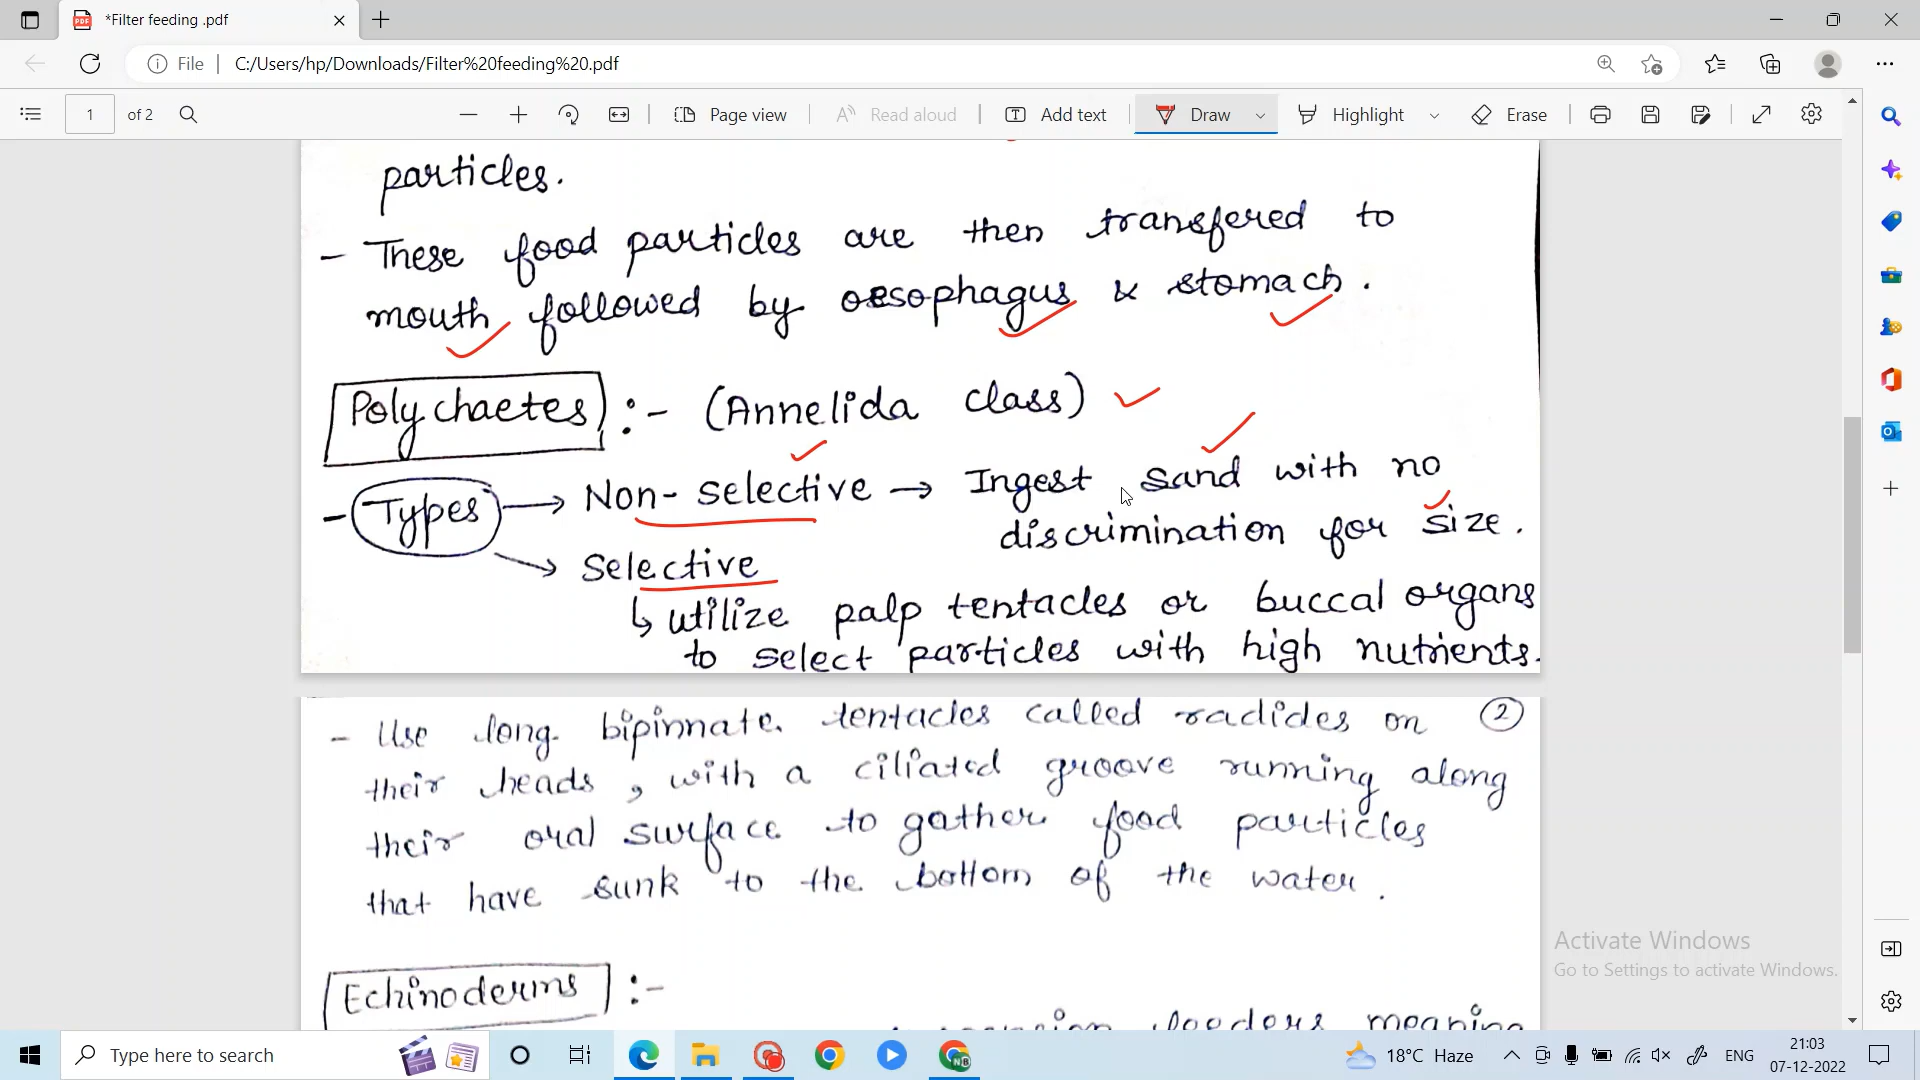 *Filter feeding .pdf
File
C:/Users/hp/Downloads/Filter%20feeding%20.pdf
1 of 2
Page view
Read aloud
Add text
Draw
Highlight
Erase
particles.
- These food particles are then transfered to
mouth followed by oesophagus & stomach.
Polychaetes :- (Annelida class)
- Types → Non-selective → Ingest sand with no
discrimination for size.
→ Selective
↳ utilize palp tentacles or buccal organs
to select particles with high nutrients.
- Use long bipinnate tentacles called radides on 2
their heads, with a ciliated groove running along
their oral surface to gather food particles
that have sunk to the bottom of the water.
Echinoderms :-
feeders meaning
Activate Windows
Go to Settings to activate Windows.
Type here to search
18°C Haze
ENG
21:03
07-12-2022